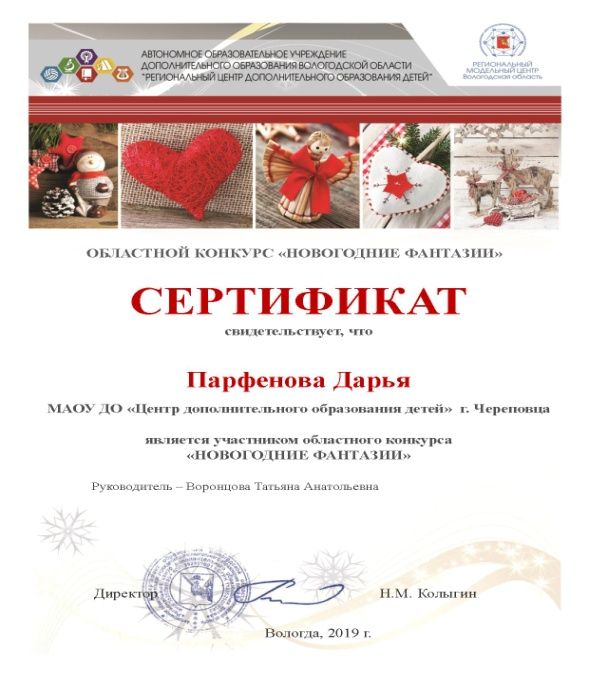 АВТОНОМНОЕ ОБРАЗОВАТЕЛЬНОЕ УЧРЕЖДЕНИЕ
ДОПОЛНИТЕЛЬНОГО ОБРАЗОВАНИЯ ВОЛОГОДСКОЙ ОБЛАСТИ
"РЕГИОНАЛЬНЫЙ ЦЕНТР ДОПОЛНИТЕЛЬНОГО ОБРАЗОВАНИЯ ДЕТЕЙ"
РЕГИОНАЛЬНЫЙ
МОДЕЛЬНЫЙ ЦЕНТР
Вологодская область
ОБЛАСТНОЙ КОНКУРС «НОВОГОДНИЕ ФАНТАЗИИ»
СЕРТИФИКАТ
свидетельствует, что
Парфенова Дарья
МАОУ ДО «Центр дополнительного образования детей» г. Череповца
является участником областного конкурса
«НОВОГОДНИЕ ФАНТАЗИИ»
Руководитель – Воронцова Татьяна Анатольевна
Директор
Н.М. Колыгин
Вологда, 2019 г.